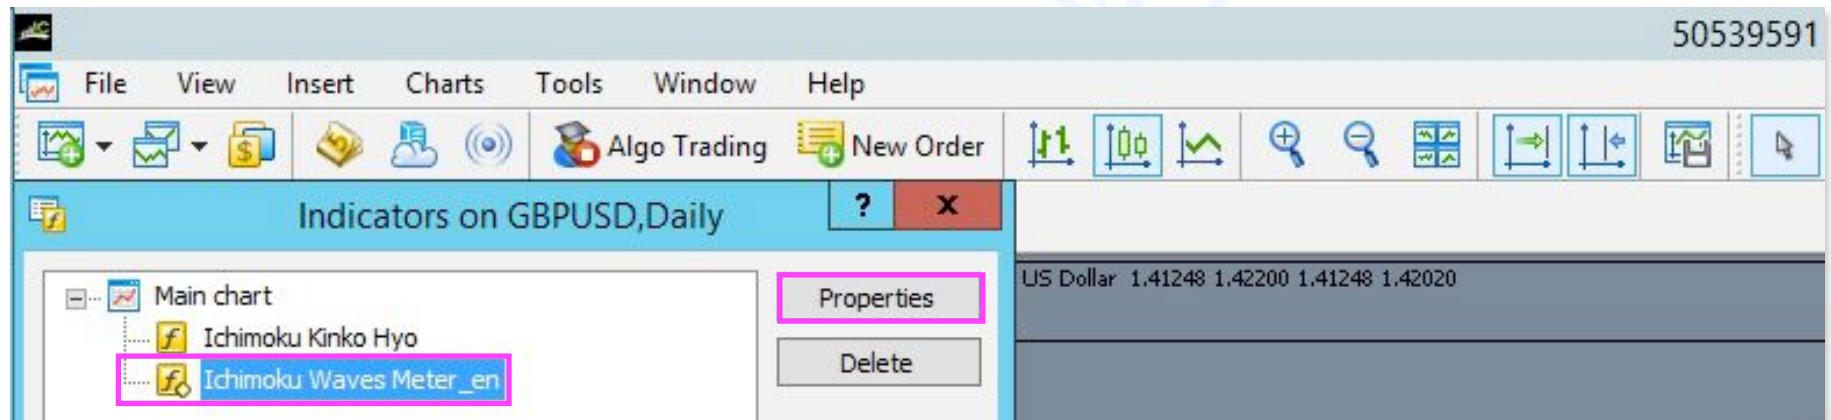 50539591
File View Insert Charts Tools Window Help
Algo Trading New Order
Indicators on GBPUSD,Daily ? x
US Dollar 1.41248 1.42200 1.41248 1.42020
Main chart
Properties
Ichimoku Kinko Hyo
Delete
Ichimoku Waves Meter_en